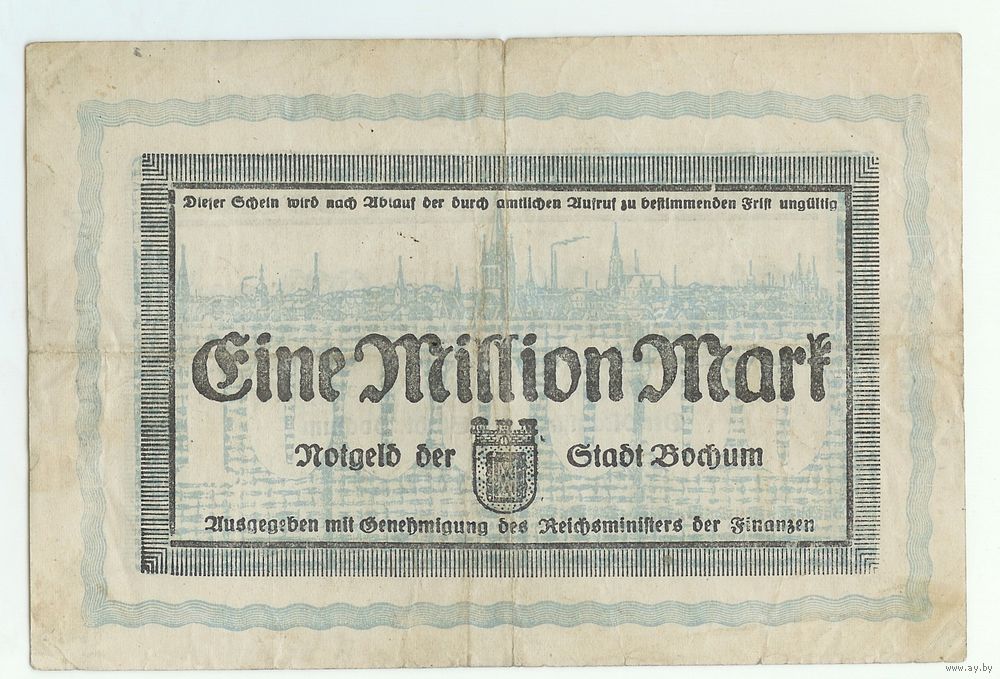 Dieser Schein wird nach Ablauf der durch amtlichen Aufruf zu bestimmenden Frist ungültig
Eine Million Mark
Notgeld der Stadt Bochum
Ausgegeben mit Genehmigung des Reichsministers der Finanzen
www.ay.by